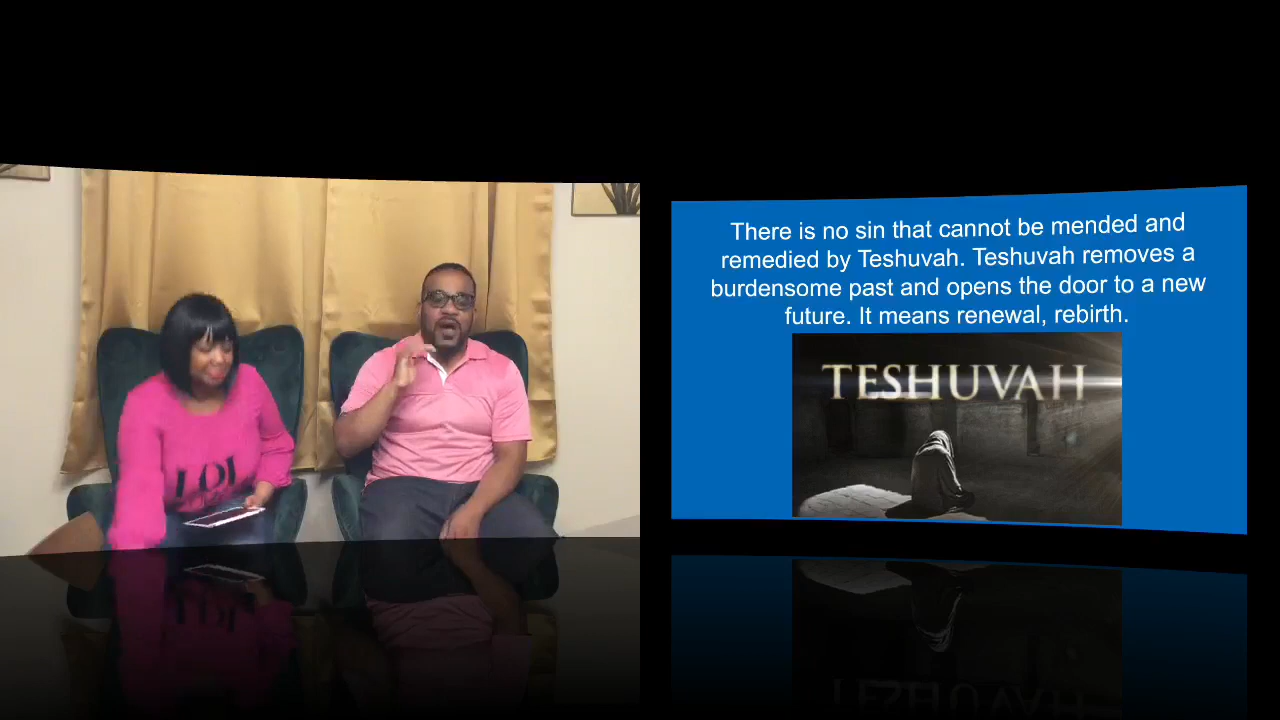 There is no sin that cannot be mended and
remedied by Teshuvah. Teshuvah removes a
burdensome past and opens the door to a new
future. It means renewal, rebirth.
TESHUVAH
LOL